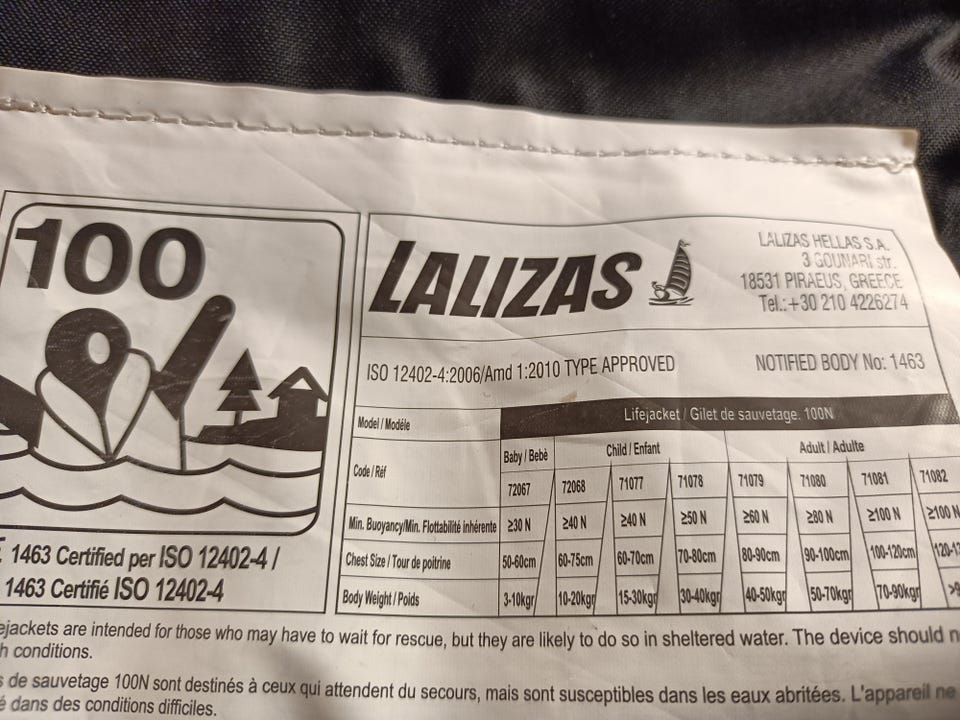 100
LALIZAS
LALIZAS HELLAS S.A.
3 GOUNARI str.
18531 PIRAEUS, GREECE
Tel.:+30 210 4226274
ISO 12402-4:2006/Amd 1:2010 TYPE APPROVED NOTIFIED BODY No: 1463
Model / Modéle Lifejacket / Gilet de sauvetage. 100N
Baby / Bebè Child / Enfant Adult / Adulte
Code / Rèf 72067 72068 71077 71078 71079 71080 71081 71082
Min. Buoyancy/Min. Flottabilité inhérente ≥30 N ≥40 N ≥40 N ≥50 N ≥60 N ≥80 N ≥100 N ≥100 N
Chest Size / Tour de poitrine 50-60cm 60-75cm 60-70cm 70-80cm 80-90cm 90-100cm 100-120cm 120-
Body Weight / Poids 3-10kgr 10-20kgr 15-30kgr 30-40kgr 40-50kgr 50-70kgr 70-90kgr
1463 Certified per ISO 12402-4 /
1463 Certifié ISO 12402-4
ejackets are intended for those who may have to wait for rescue, but they are likely to do so in sheltered water. The device should
h conditions.
s de sauvetage 100N sont destinés à ceux qui attendent du secours, mais sont susceptibles dans les eaux abritées. L'appareil ne
é dans des conditions difficiles.